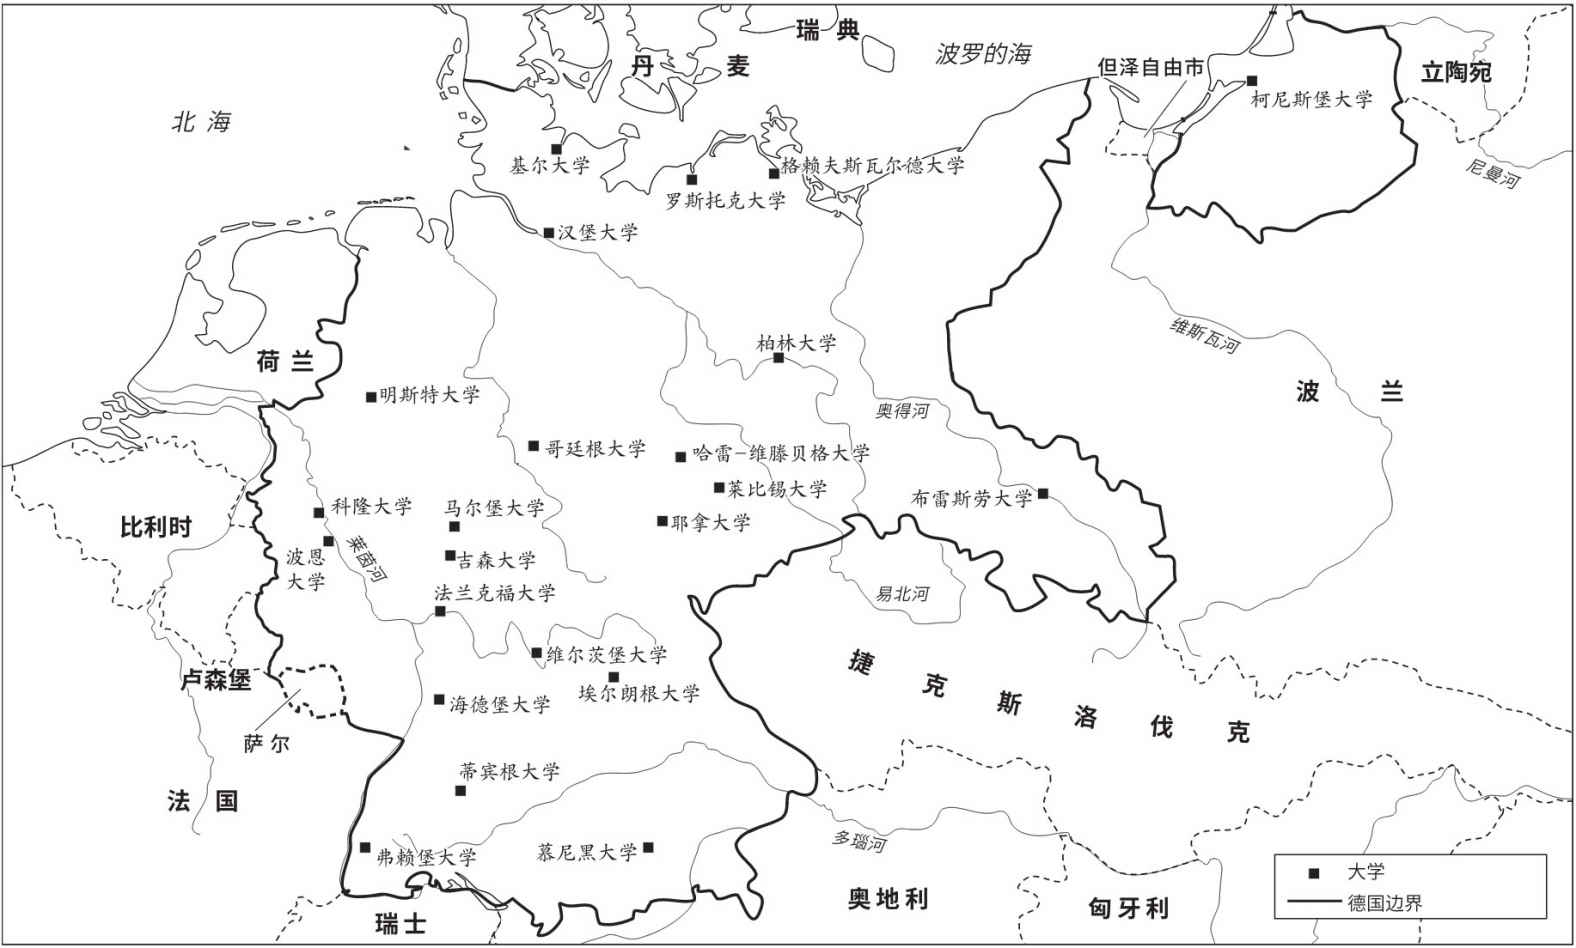 瑞典
波罗的海
丹麦
但泽自由市
立陶宛
柯尼斯堡大学
北海
基尔大学
格赖夫斯瓦尔德大学
尼曼河
罗斯托克大学
汉堡大学
维斯瓦河
柏林大学
荷兰
明斯特大学
波兰
奥得河
哥廷根大学
哈雷-维滕贝格大学
莱比锡大学
布雷斯劳大学
科隆大学
马尔堡大学
比利时
耶拿大学
莱茵河
波恩
大学
吉森大学
法兰克福大学
易北河
维尔茨堡大学
捷克斯洛伐克
卢森堡
埃尔朗根大学
海德堡大学
萨尔
蒂宾根大学
法国
多瑙河
弗赖堡大学
慕尼黑大学
大学
奥地利
匈牙利
德国边界
瑞士